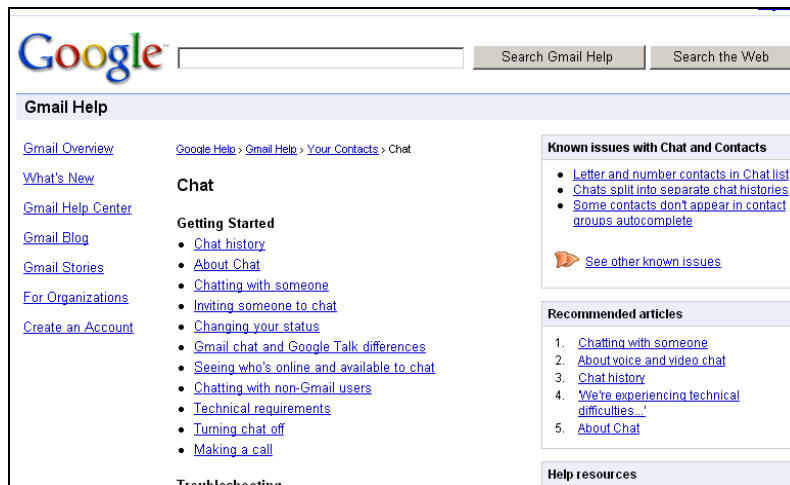 Google™
Search Gmail Help
Search the Web
Gmail Help
Gmail Overview
What's New
Gmail Help Center
Gmail Blog
Gmail Stories
For Organizations
Create an Account
Google Help › Gmail Help › Your Contacts › Chat
Chat
Getting Started
• Chat history
• About Chat
• Chatting with someone
• Inviting someone to chat
• Changing your status
• Gmail chat and Google Talk differences
• Seeing who's online and available to chat
• Chatting with non-Gmail users
• Technical requirements
• Turning chat off
• Making a call
Troubleshooting
Known issues with Chat and Contacts
• Letter and number contacts in Chat list
• Chats split into separate chat histories
• Some contacts don't appear in contact
groups autocomplete
See other known issues
Recommended articles
1. Chatting with someone
2. About voice and video chat
3. Chat history
4. 'We're experiencing technical
difficulties...'
5. About Chat
Help resources